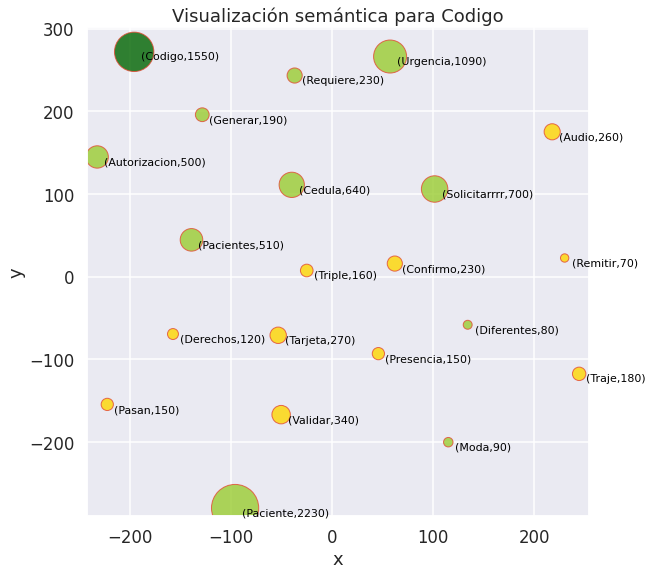 Visualización semántica para Codigo
300
200
100
0
−100
−200
y
(Codigo,1550)
(Urgencia,1090)
(Requiere,230)
(Generar,190)
(Audio,260)
(Autorizacion,500)
(Cedula,640)
(Solicitarrrr,700)
(Pacientes,510)
(Triple,160)
(Confirmo,230)
(Remitir,70)
(Diferentes,80)
(Derechos,120)
(Tarjeta,270)
(Presencia,150)
(Traje,180)
(Pasan,150)
(Validar,340)
(Moda,90)
(Paciente,2230)
−200
−100
0
100
200
x